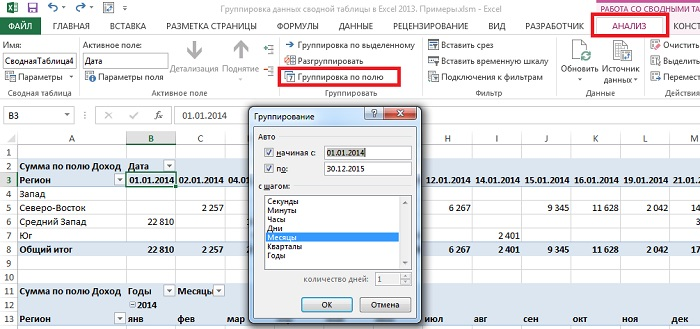 Группировка данных сводной таблицы в Excel 2013. Примеры.xlsm - Excel
РАБОТА СО СВОДНЫМИ ТА
ГЛАВНАЯ ВСТАВКА РАЗМЕТКА СТРАНИЦЫ ФОРМУЛЫ ДАННЫЕ РЕЦЕНЗИРОВАНИЕ ВИД РАЗРАБОТЧИК АНАЛИЗ КОНСТ
Имя: Активное поле: Группировка по выделенному Вставить срез Очистить
СводнаяТаблица4 Дата Детализация Поднятие Разгруппировать Вставить временную шкалу Обновить Источник данных Выделить
Параметры Параметры поля Группировка по полю Подключения к фильтрам Перемест
Сводная таблица Активное поле Группировать Фильтр Данные Действ
B3 01.01.2014
A B C H I J K L M
1
2 Сумма по полю Доход Дата
3 Регион 01.01.2014 02.01.2014 04.0 12.01.2014 14.01.2014 15.01.2014 16.01.2014 19.01.2014 21.01
4 Запад
5 Северо-Восток 2 257 6 267 9 345 11 628 2 042 14
6 Средний Запад 22 810 3
7 Юг 2 401
8 Общий итог 22 810 2 257 6 267 2 401 9 345 11 628 2 042 17
9
10
11 Сумма по полю Доход Годы Месяцы
12 2014
13 Регион янв фев мар июл авг сен окт ноя дек
Группирование
Авто
начиная с: 01.01.2014
по: 30.12.2015
с шагом:
Секунды
Минуты
Часы
Дни
Месяцы
Кварталы
Годы
количество дней: 1
ОК Отмена